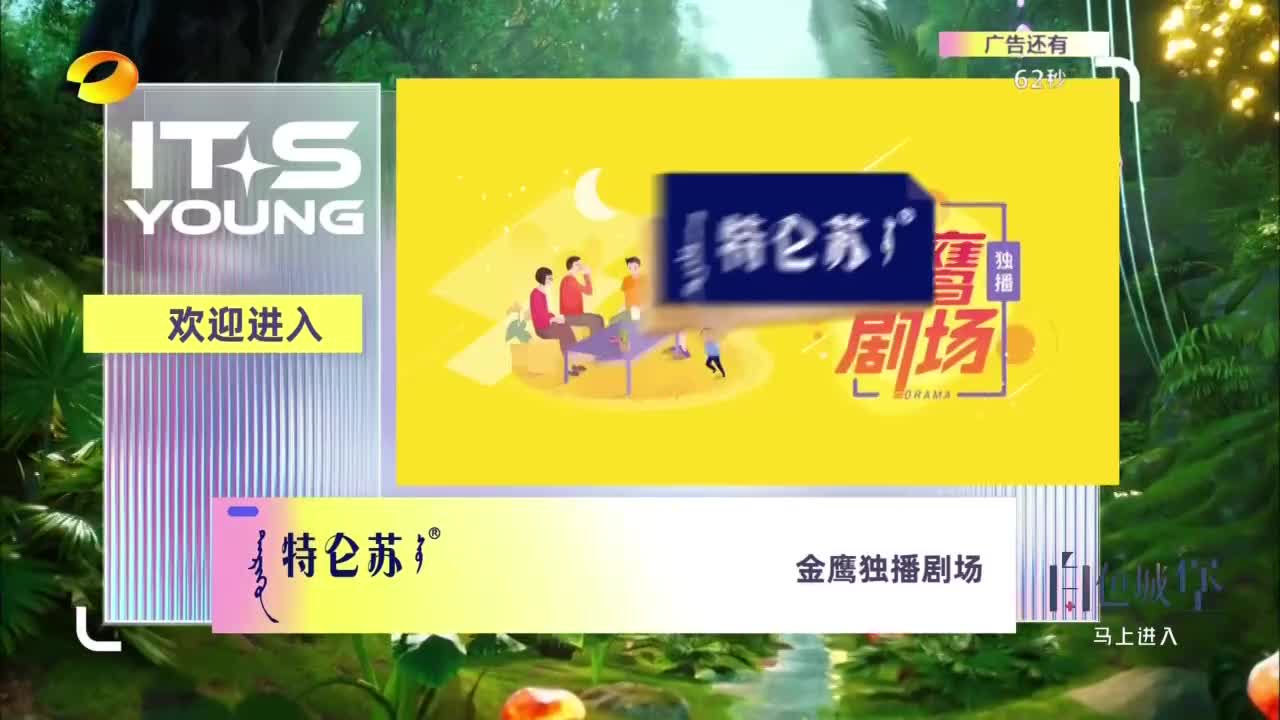 广告还有
62秒
IT'S
YOUNG
欢迎进入
特仑苏®
鹰
独播
剧场
DRAMA
特仑苏®
金鹰独播剧场
白色城堡
马上进入